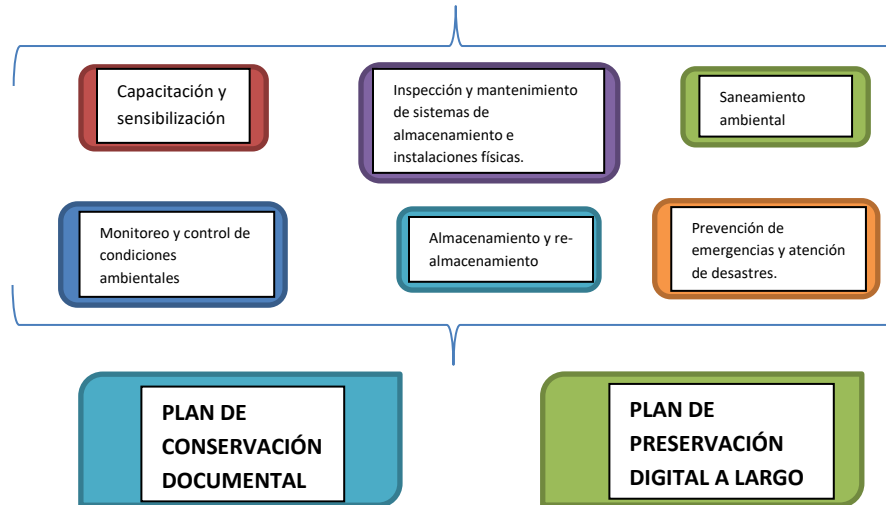 Capacitación y
sensibilización
Inspección y mantenimiento
de sistemas de
almacenamiento e
instalaciones físicas.
Saneamiento
ambiental
Monitoreo y control de
condiciones
ambientales
Almacenamiento y re-
almacenamiento
Prevención de
emergencias y atención
de desastres.
PLAN DE
CONSERVACIÓN
DOCUMENTAL
PLAN DE
PRESERVACIÓN
DIGITAL A LARGO